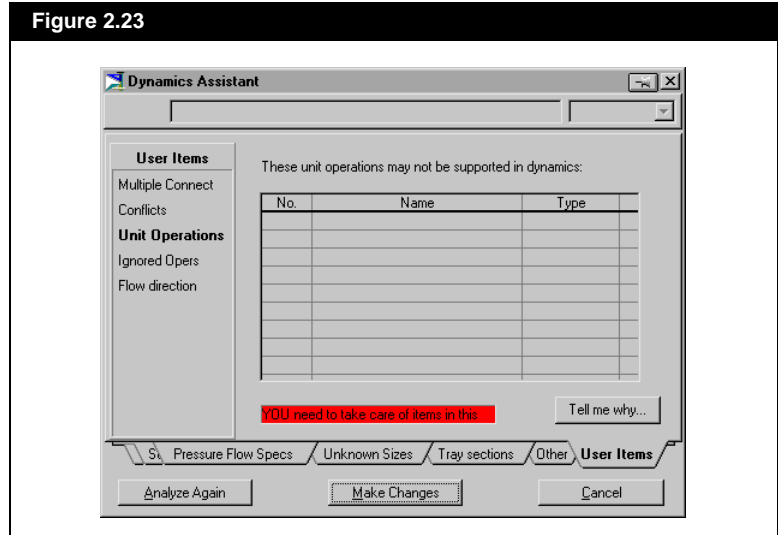 Figure 2.23
Dynamics Assistant
User Items
Multiple Connect
Conflicts
Unit Operations
Ignored Opers
Flow direction
These unit operations may not be supported in dynamics:
No. Name Type
YOU need to take care of items in this
Tell me why...
Pressure Flow Specs Unknown Sizes Tray sections Other User Items
Analyze Again Make Changes Cancel